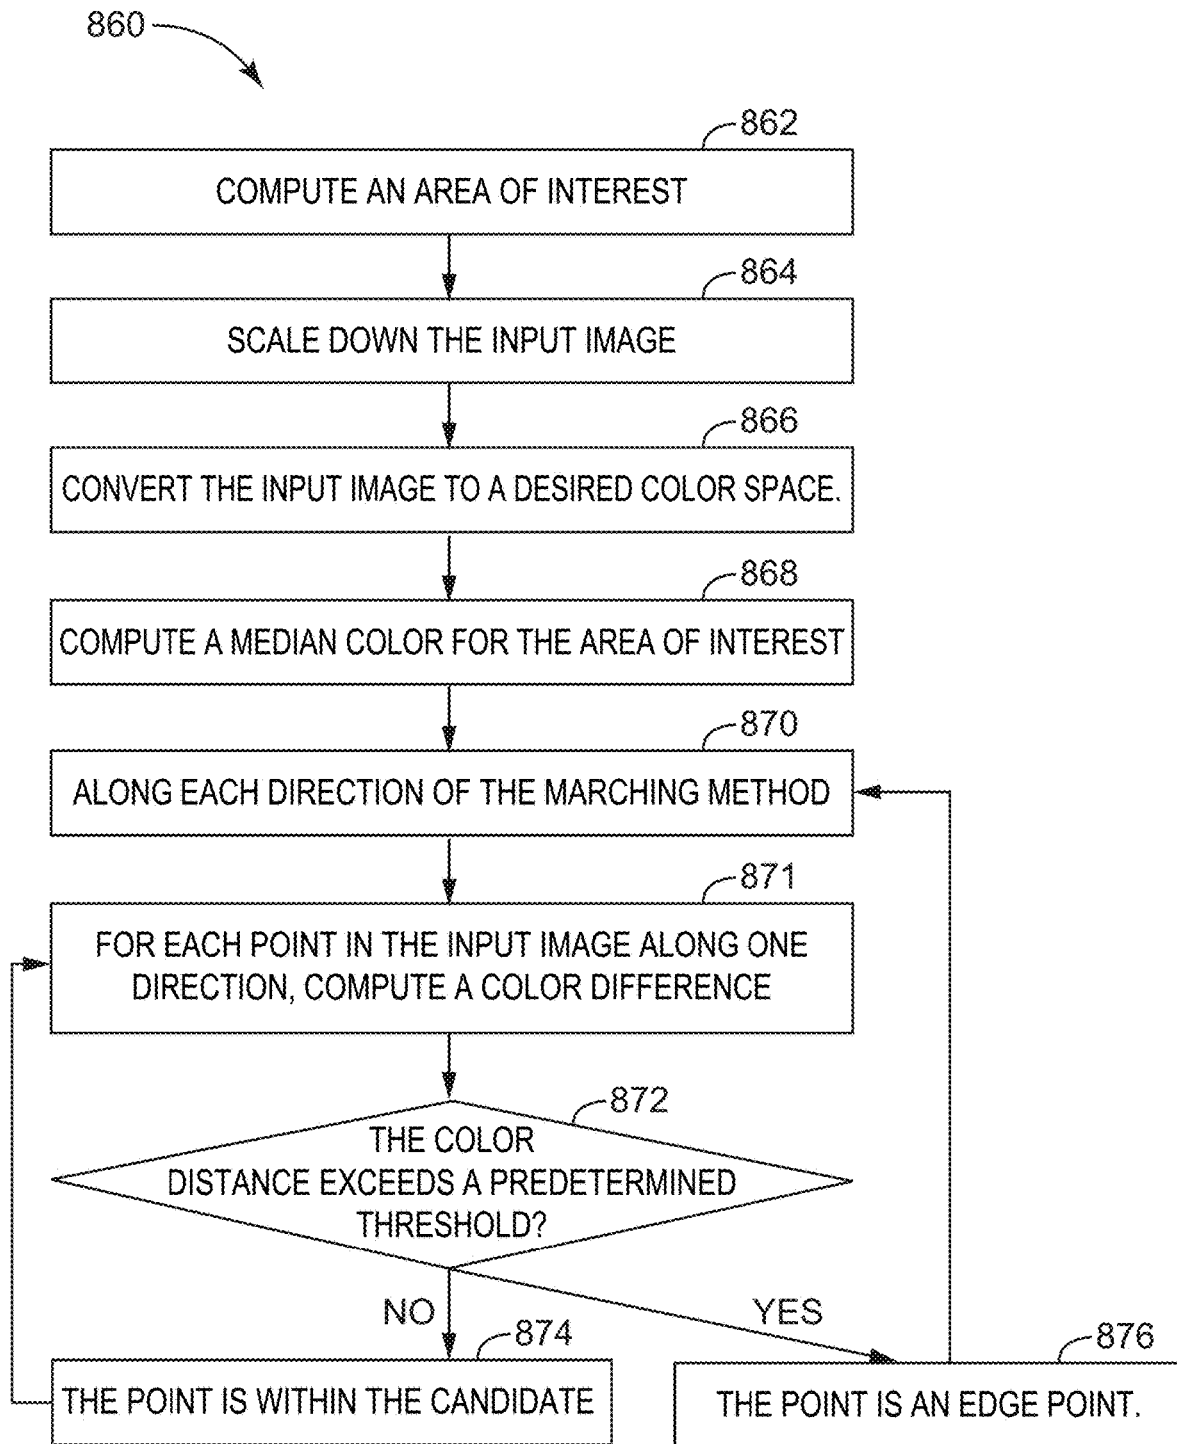 860
862
COMPUTE AN AREA OF INTEREST
864
SCALE DOWN THE INPUT IMAGE
866
CONVERT THE INPUT IMAGE TO A DESIRED COLOR SPACE.
868
COMPUTE A MEDIAN COLOR FOR THE AREA OF INTEREST
870
ALONG EACH DIRECTION OF THE MARCHING METHOD
871
FOR EACH POINT IN THE INPUT IMAGE ALONG ONE
DIRECTION, COMPUTE A COLOR DIFFERENCE
872
THE COLOR
DISTANCE EXCEEDS A PREDETERMINED
THRESHOLD?
NO
YES
874
THE POINT IS WITHIN THE CANDIDATE
876
THE POINT IS AN EDGE POINT.